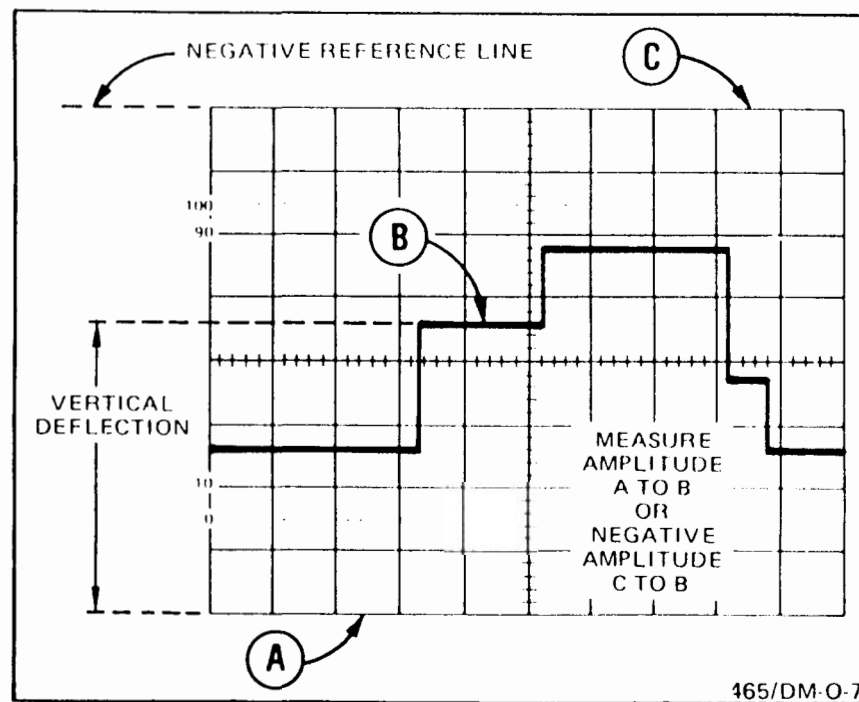 NEGATIVE REFERENCE LINE
C
100
90
B
VERTICAL
DEFLECTION
MEASURE
AMPLITUDE
A TO B
OR
NEGATIVE
AMPLITUDE
C TO B
10
0
A
465/DM-O-7